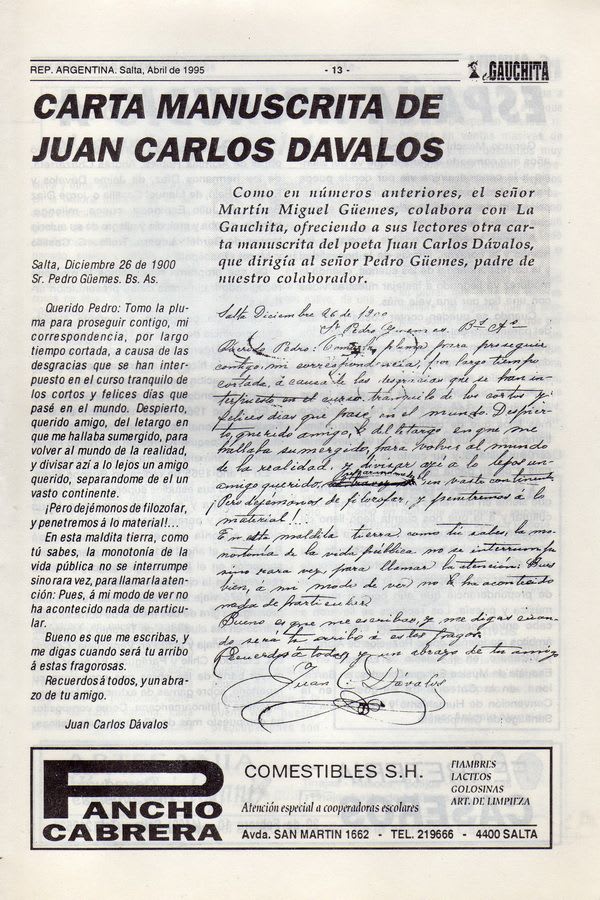 REP. ARGENTINA. Salta, Abril de 1995
- 13 -
GAUCHITA
CARTA MANUSCRITA DE
JUAN CARLOS DAVALOS
Como en números anteriores, el señor
Martín Miguel Güemes, colabora con La
Gauchita, ofreciendo a sus lectores otra car-
ta manuscrita del poeta Juan Carlos Dávalos,
que dirigía al señor Pedro Güemes, padre de
nuestro colaborador.
Salta, Diciembre 26 de 1900
Sr. Pedro Güemes. Bs. As.
Querido Pedro: Tomo la plu-
ma para proseguir contigo, mi
correspondencia, por largo
tiempo cortada, a causa de las
desgracias que se han inter-
puesto en el curso tranquilo de
los cortos y felices días que
pasé en el mundo. Despierto,
querido amigo, del letargo en
que me hallaba sumergido, para
volver al mundo de la realidad,
y divisar azí a lo lejos un amigo
querido, separandome de el un
vasto continente.
¡Pero dejémonos de filozofar,
y penetremos á lo material!...
En esta maldita tierra, como
tú sabes, la monotonía de la
vida pública no se interrumpe
sino rara vez, para llamar la aten-
ción: Pues, á mi modo de ver no
ha acontecido nada de particu-
lar.
Bueno es que me escribas, y
me digas cuando será tu arribo
á estas fragorosas.
Recuerdos á todos, y un abra-
zo de tu amigo.
Juan Carlos Dávalos
Salta Diciembre 26 de 1900
Sr Pedro Guemes. Bs As
Querido Pedro: Tomo la pluma para proseguir
contigo, mi correspondencia, por largo tiempo
cortada, á causa de las desgracias que se han in-
terpuesto en el curso tranquilo de los cortos y
felices dias que pasé en el mundo. Despier-
to, querido amigo, del letargo en que me
hallaba sumergido, para volver al mundo
de la realidad, y divisar azi a lo lejos un
amigo querido, separandome un vasto continente
¡Pero dejémonos de filozofar, y penetremos á lo
material!...
En esta maldita tierra, como tú sabes, la mo-
notonia de la vida pública no se interrumpe
sino rara vez, para llamar la atención: Pues
bien, á mi modo de ver no ha acontecido
nada de particular
Bueno es que me escribas, y me digas cuan-
do será tu arribo á estos pagos.
Recuerdos á todos, y un abrazo de tu amigo
Juan C. Dávalos
PANCHO
CABRERA
COMESTIBLES S.H.
Atención especial a cooperadoras escolares
FIAMBRES
LACTEOS
GOLOSINAS
ART. DE LIMPIEZA
Avda. SAN MARTIN 1662 - TEL. 219666 - 4400 SALTA